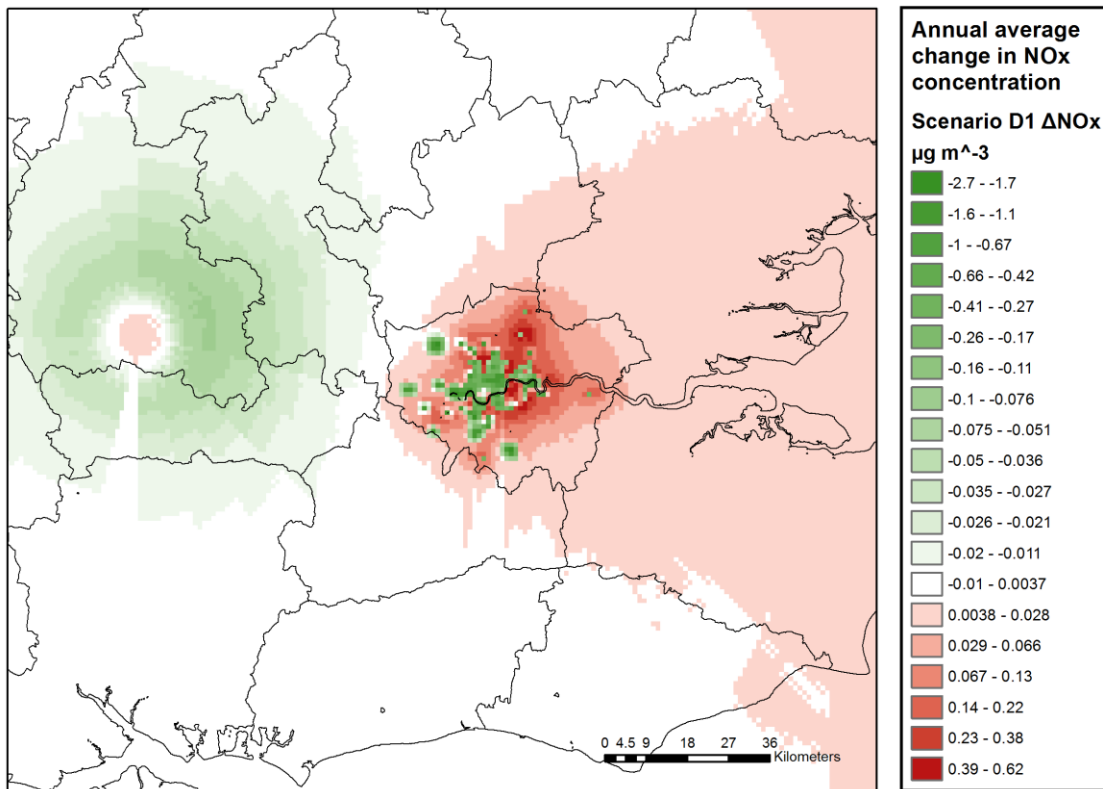 Annual average
change in NOx
concentration
Scenario D1 ΔNOx
µg m^-3
-2.7 - -1.7
-1.6 - -1.1
-1 - -0.67
-0.66 - -0.42
-0.41 - -0.27
-0.26 - -0.17
-0.16 - -0.11
-0.1 - -0.076
-0.075 - -0.051
-0.05 - -0.036
-0.035 - -0.027
-0.026 - -0.021
-0.02 - -0.011
-0.01 - 0.0037
0.0038 - 0.028
0.029 - 0.066
0.067 - 0.13
0.14 - 0.22
0.23 - 0.38
0.39 - 0.62
0 4.5 9 18 27 36
Kilometers